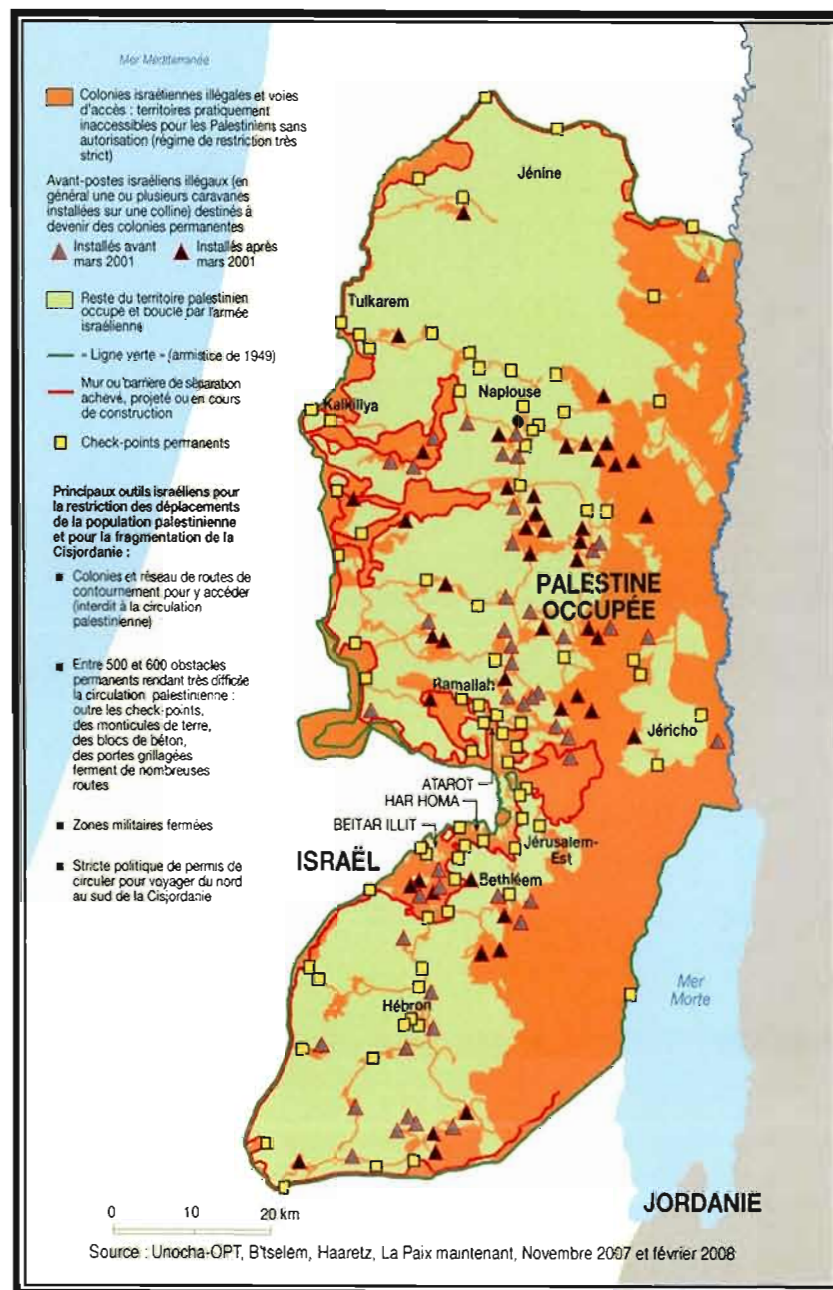 Mer Méditerranée
Colonies israéliennes illégales et voies
d'accès : territoires pratiquement
inaccessibles pour les Palestiniens sans
autorisation (régime de restriction très
strict)
Avant-postes israéliens illégaux (en
général une ou plusieurs caravanes
installées sur une colline) destinés à
devenir des colonies permanentes
Installés avant
mars 2001
Installés après
mars 2001
Reste du territoire palestinien
occupé et bouclé par l'armée
israélienne
« Ligne verte » (armistice de 1949)
Mur ou barrière de séparation
achevé, projeté ou en cours
de construction
Check-points permanents
Principaux outils israéliens pour
la restriction des déplacements
de la population palestinienne
et pour la fragmentation de la
Cisjordanie :
Colonies et réseau de routes de
contournement pour y accéder
(interdit à la circulation
palestinienne)
Entre 500 et 600 obstacles
permanents rendant très difficile
la circulation palestinienne :
outre les check-points,
des monticules de terre,
des blocs de béton,
des portes grillagées
ferment de nombreuses
routes
Zones militaires fermées
Stricte politique de permis de
circuler pour voyager du nord
au sud de la Cisjordanie
Jénine
Tulkarem
Naplouse
Kalkiliya
PALESTINE
OCCUPÉE
Ramallah
Jéricho
ATAROT
HAR HOMA
BEITAR ILLIT
Jérusalem-
Est
ISRAËL
Bethléem
Mer
Morte
Hébron
JORDANIE
0 10 20 km
Source : Unocha-OPT, B'tselem, Haaretz, La Paix maintenant, Novembre 2007 et février 2008